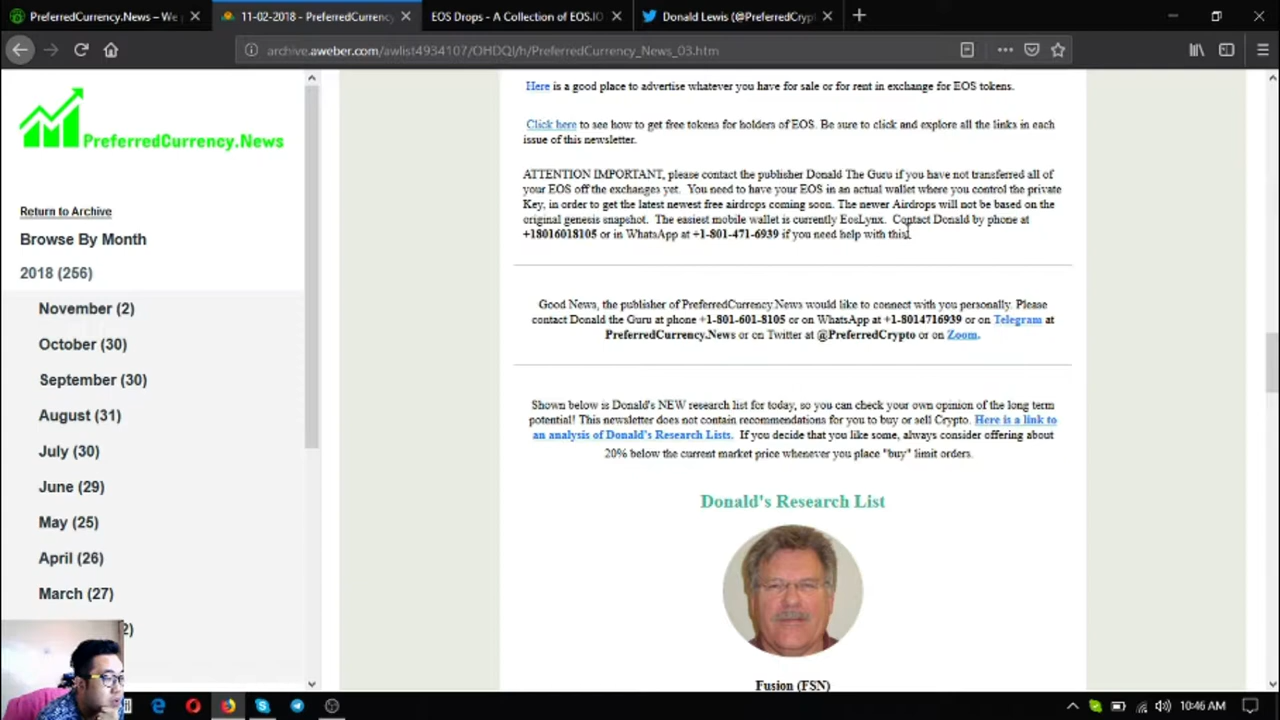 PreferredCurrency.News – We p
11-02-2018 - PreferredCurrency
EOS Drops - A Collection of EOS.IO
Donald Lewis (@PreferredCryp
archive.aweber.com/awlist4934107/OHDQl/h/PreferredCurrency_News_03.htm
PreferredCurrency.News
Return to Archive
Browse By Month
2018 (256)
November (2)
October (30)
September (30)
August (31)
July (30)
June (29)
May (25)
April (26)
March (27)
2)
Here is a good place to advertise whatever you have for sale or for rent in exchange for EOS tokens.
Click here to see how to get free tokens for holders of EOS. Be sure to click and explore all the links in each
issue of this newsletter.
ATTENTION IMPORTANT, please contact the publisher Donald The Guru if you have not transferred all of
your EOS off the exchanges yet. You need to have your EOS in an actual wallet where you control the private
Key, in order to get the latest newest free airdrops coming soon. The newer Airdrops will not be based on the
original genesis snapshot. The easiest mobile wallet is currently EosLynx. Contact Donald by phone at
+18016018105 or in WhatsApp at +1-801-471-6939 if you need help with this.
Good News, the publisher of PreferredCurrency.News would like to connect with you personally. Please
contact Donald the Guru at phone +1-801-601-8105 or on WhatsApp at +1-8014716939 or on Telegram at
PreferredCurrency.News or on Twitter at @PreferredCrypto or on Zoom.
Shown below is Donald's NEW research list for today, so you can check your own opinion of the long term
potential! This newsletter does not contain recommendations for you to buy or sell Crypto. Here is a link to
an analysis of Donald's Research Lists. If you decide that you like some, always consider offering about
20% below the current market price whenever you place "buy" limit orders.
Donald's Research List
Fusion (FSN)
10:46 AM